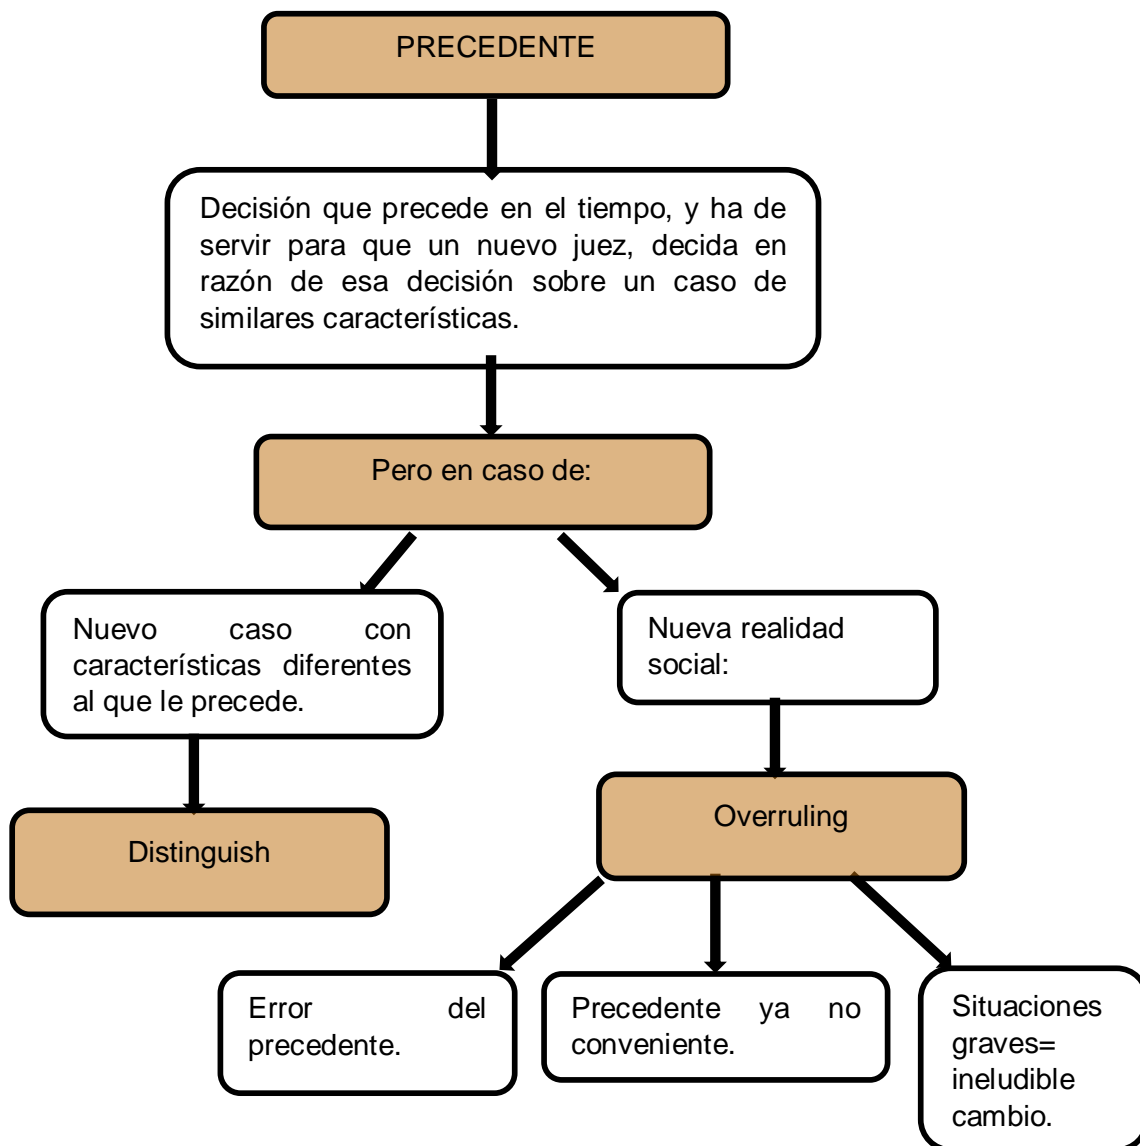 PRECEDENTE
Decisión que precede en el tiempo, y ha de
servir para que un nuevo juez, decida en
razón de esa decisión sobre un caso de
similares características.
Pero en caso de:
Nuevo caso con
características diferentes
al que le precede.
Nueva realidad
social:
Distinguish
Overruling
Error del
precedente.
Precedente ya no
conveniente.
Situaciones
graves=
ineludible
cambio.